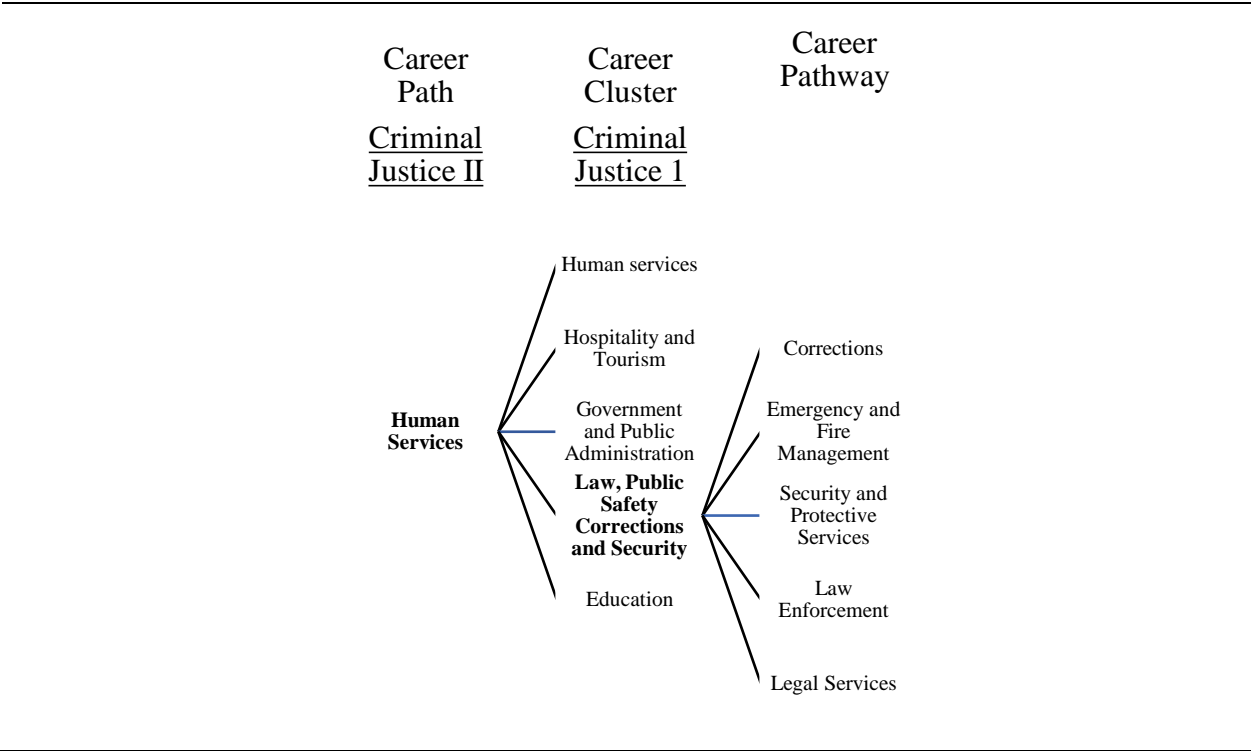 Career
Path
Criminal
Justice II
Career
Cluster
Criminal
Justice 1
Career
Pathway
Human
Services
Human services
Hospitality and
Tourism
Government
and Public
Administration
Law, Public
Safety
Corrections
and Security
Education
Corrections
Emergency and
Fire
Management
Security and
Protective
Services
Law
Enforcement
Legal Services